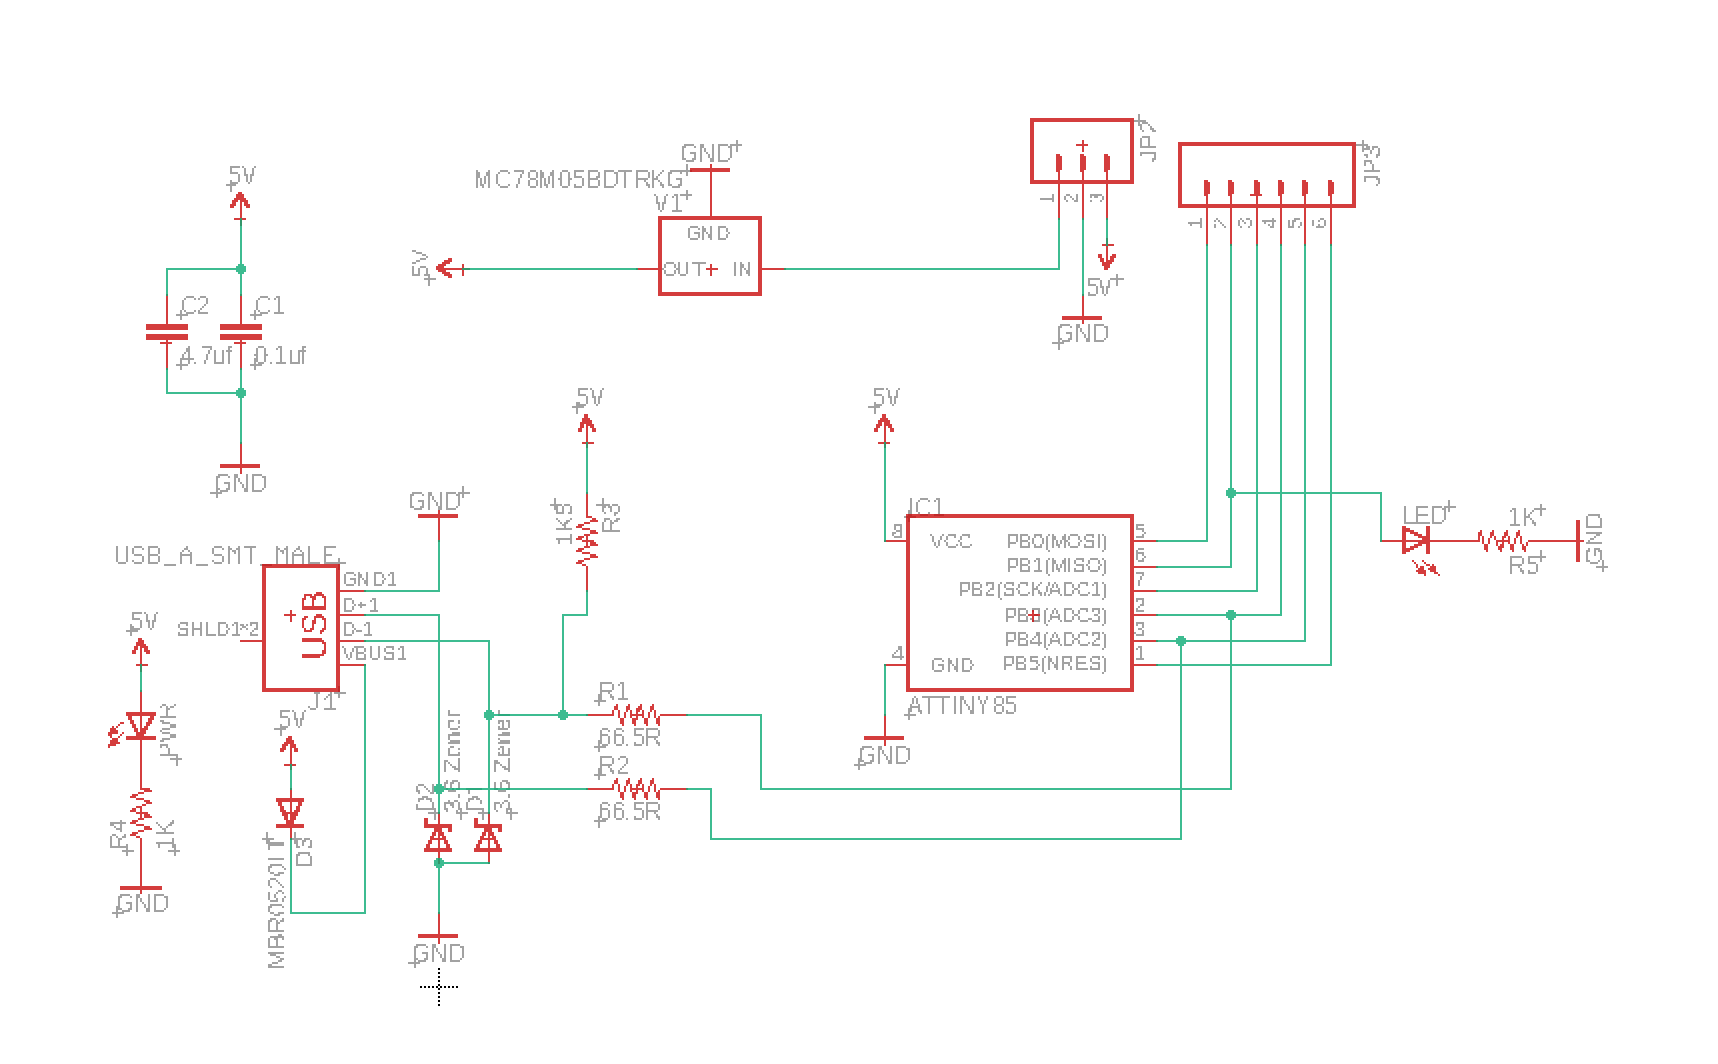 5V
C2
C1
4.7uf
0.1uf
GND
GND
MC78M05BDTRKG
V1
GND
OUT
IN
5V
JP2
1
2
3
5V
GND
JP3
1
2
3
4
5
6
5V
1K5
R3
5V
IC1
8
VCC
4
GND
PB0(MOSI)
5
PB1(MISO)
6
PB2(SCK/ADC1)
7
PB3(ADC3)
2
PB4(ADC2)
3
PB5(NRES)
1
ATTINY85
GND
LED
1K
R5
GND
GND
USB_A_SMT_MALE
USB
GND1
D+1
D-1
VBUS1
SHLD1*2
J1
5V
PWR
R4
1K
GND
5V
D3
R1
66.5R
R2
66.5R
D2
3.6 Zener
3.6 Zener
GND